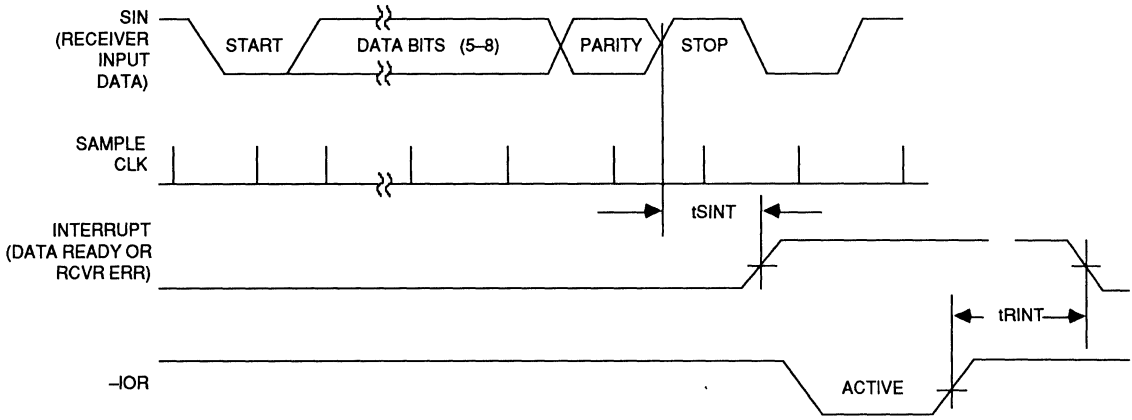 SIN
(RECEIVER
INPUT
DATA)
START
DATA BITS (5–8)
PARITY
STOP
SAMPLE
CLK
tSINT
INTERRUPT
(DATA READY OR
RCVR ERR)
tRINT
–IOR
ACTIVE